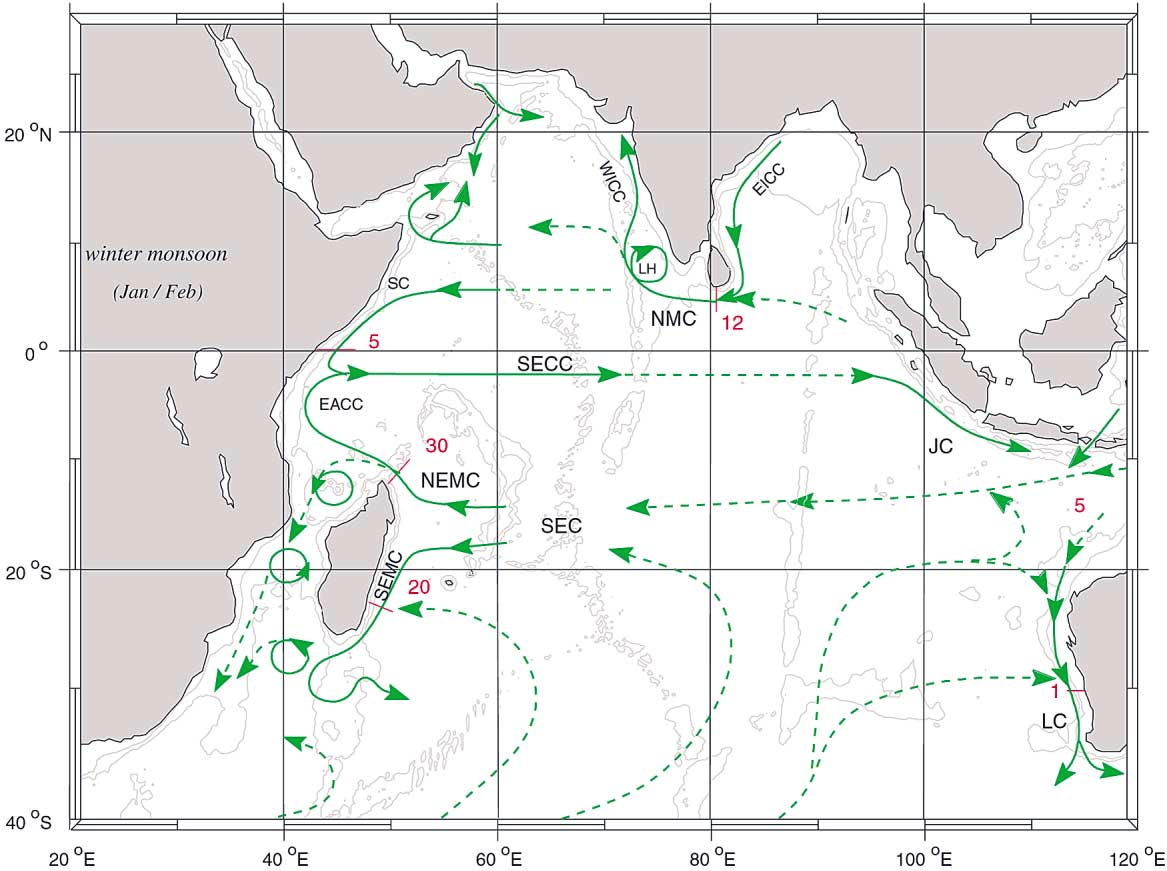 20 °N
WICC
EICC
winter monsoon
(Jan / Feb)
SC
LH
NMC
12
5
0 °
SECC
EACC
30
NEMC
JC
SEC
5
SEMC
20
20 °S
1
LC
40 °S
20 °E
40 °E
60 °E
80 °E
100 °E
120 °E